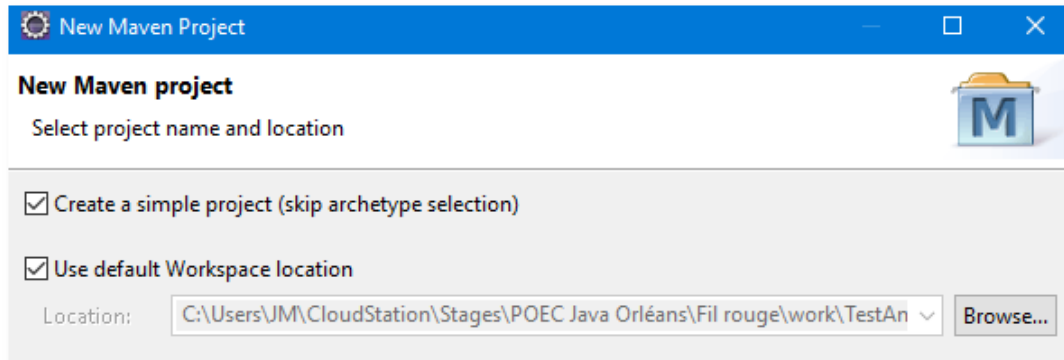 New Maven Project
New Maven project
Select project name and location
M
Create a simple project (skip archetype selection)
Use default Workspace location
Location: C:\Users\JM\CloudStation\Stages\POEC Java Orléans\Fil rouge\work\TestAn Browse...